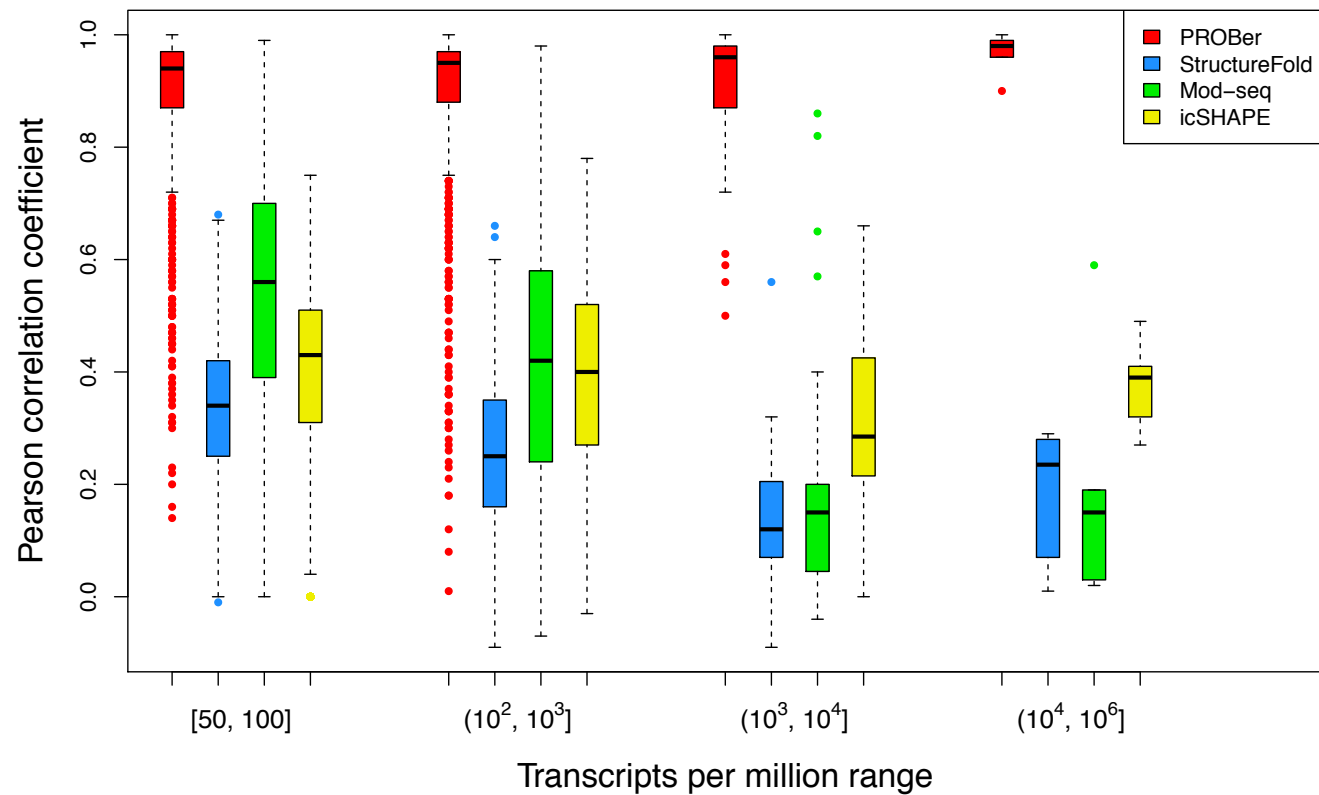 Pearson correlation coefficient
1.0
0.8
0.6
0.4
0.2
0.0
PROBer
StructureFold
Mod−seq
icSHAPE
[50, 100]
(10², 10³]
(10³, 10⁴]
(10⁴, 10⁶]
Transcripts per million range